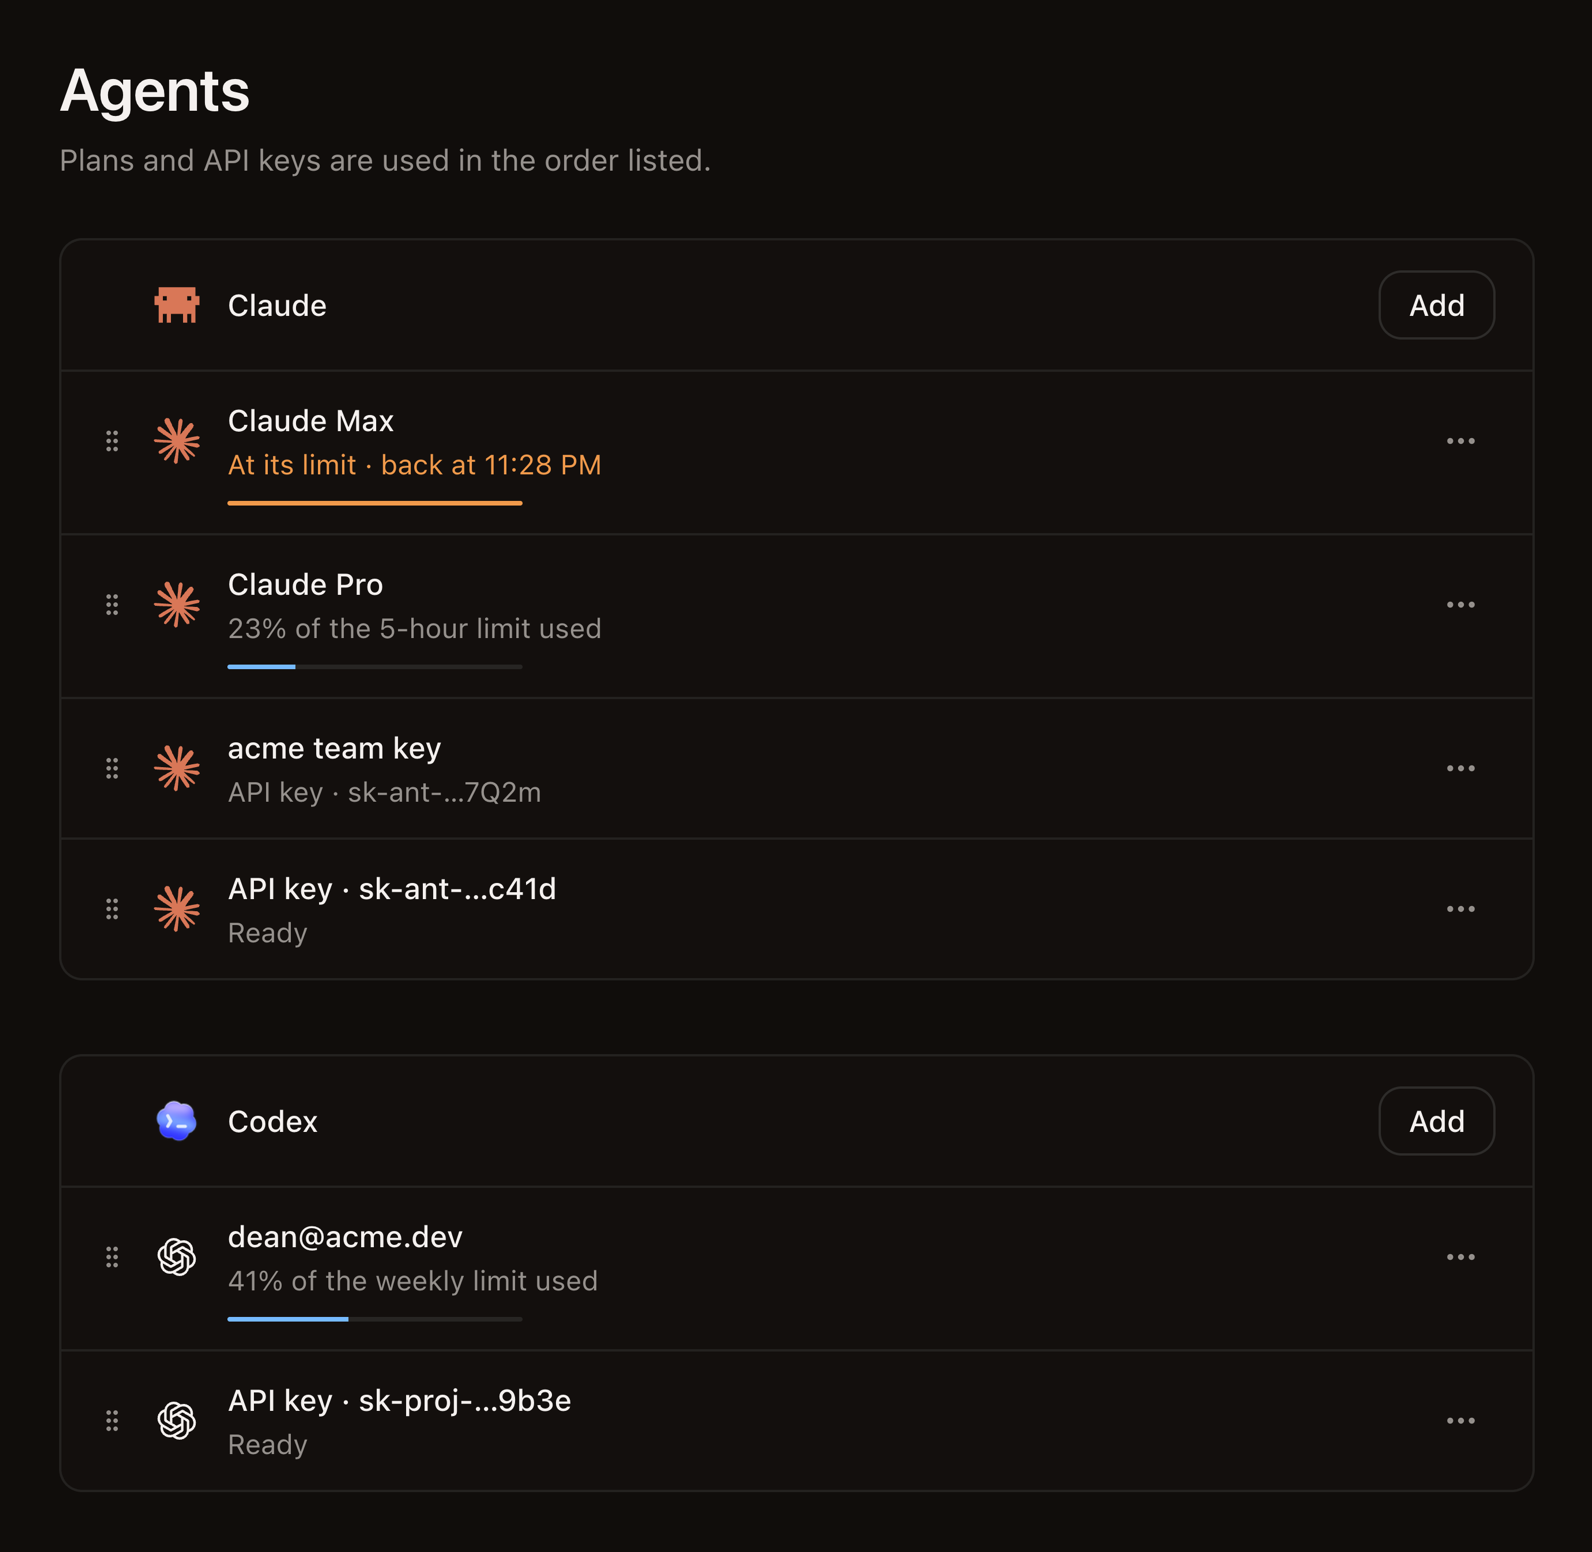 Agents
Plans and API keys are used in the order listed.
Claude
Add
Claude Max
At its limit · back at 11:28 PM
Claude Pro
23% of the 5-hour limit used
acme team key
API key · sk-ant-...7Q2m
API key · sk-ant-...c41d
Ready
Codex
Add
dean@acme.dev
41% of the weekly limit used
API key · sk-proj-...9b3e
Ready